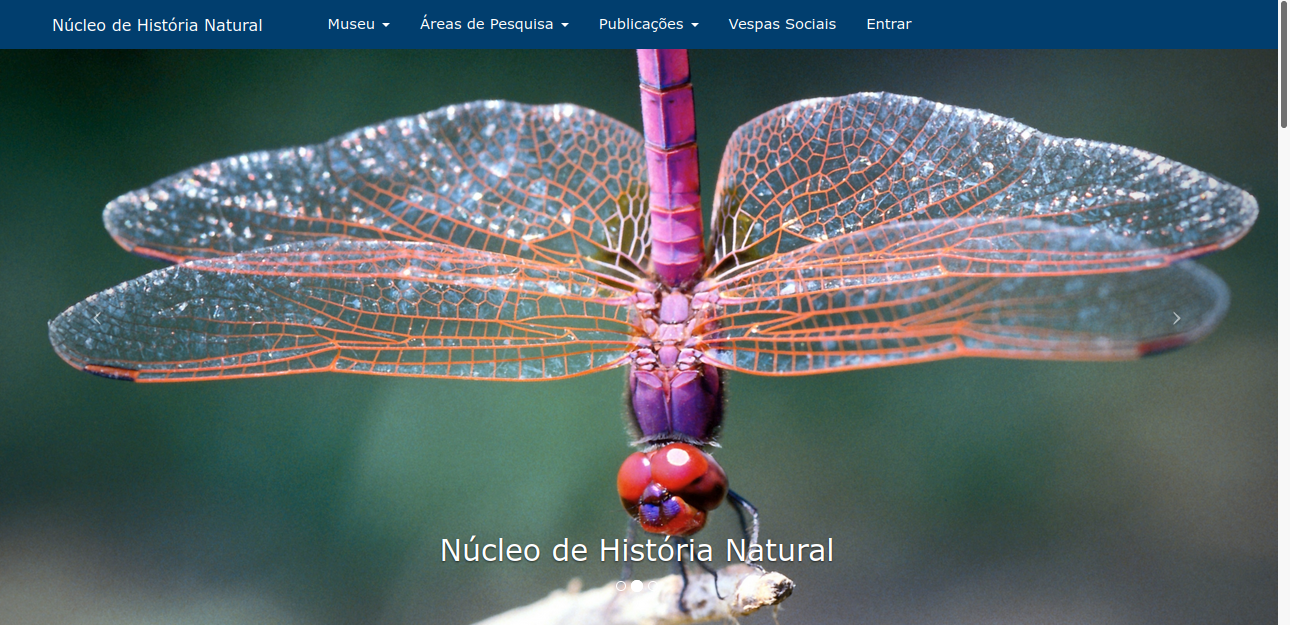 Núcleo de História Natural
Museu
Áreas de Pesquisa
Publicações
Vespas Sociais
Entrar
Núcleo de História Natural